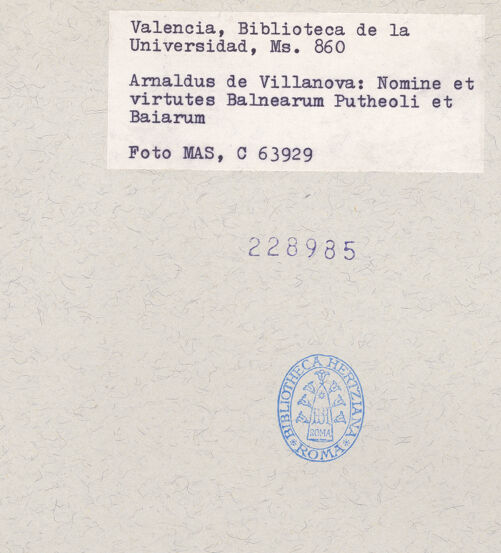 Valencia, Biblioteca de la
Universidad, Ms. 860
Arnaldus de Villanova: Nomine et
virtutes Balnearum Putheoli et
Baiarum
Foto MAS, C 63929
228985
BIBLIOTHECA HERTZIANA
ROMA
ROMA